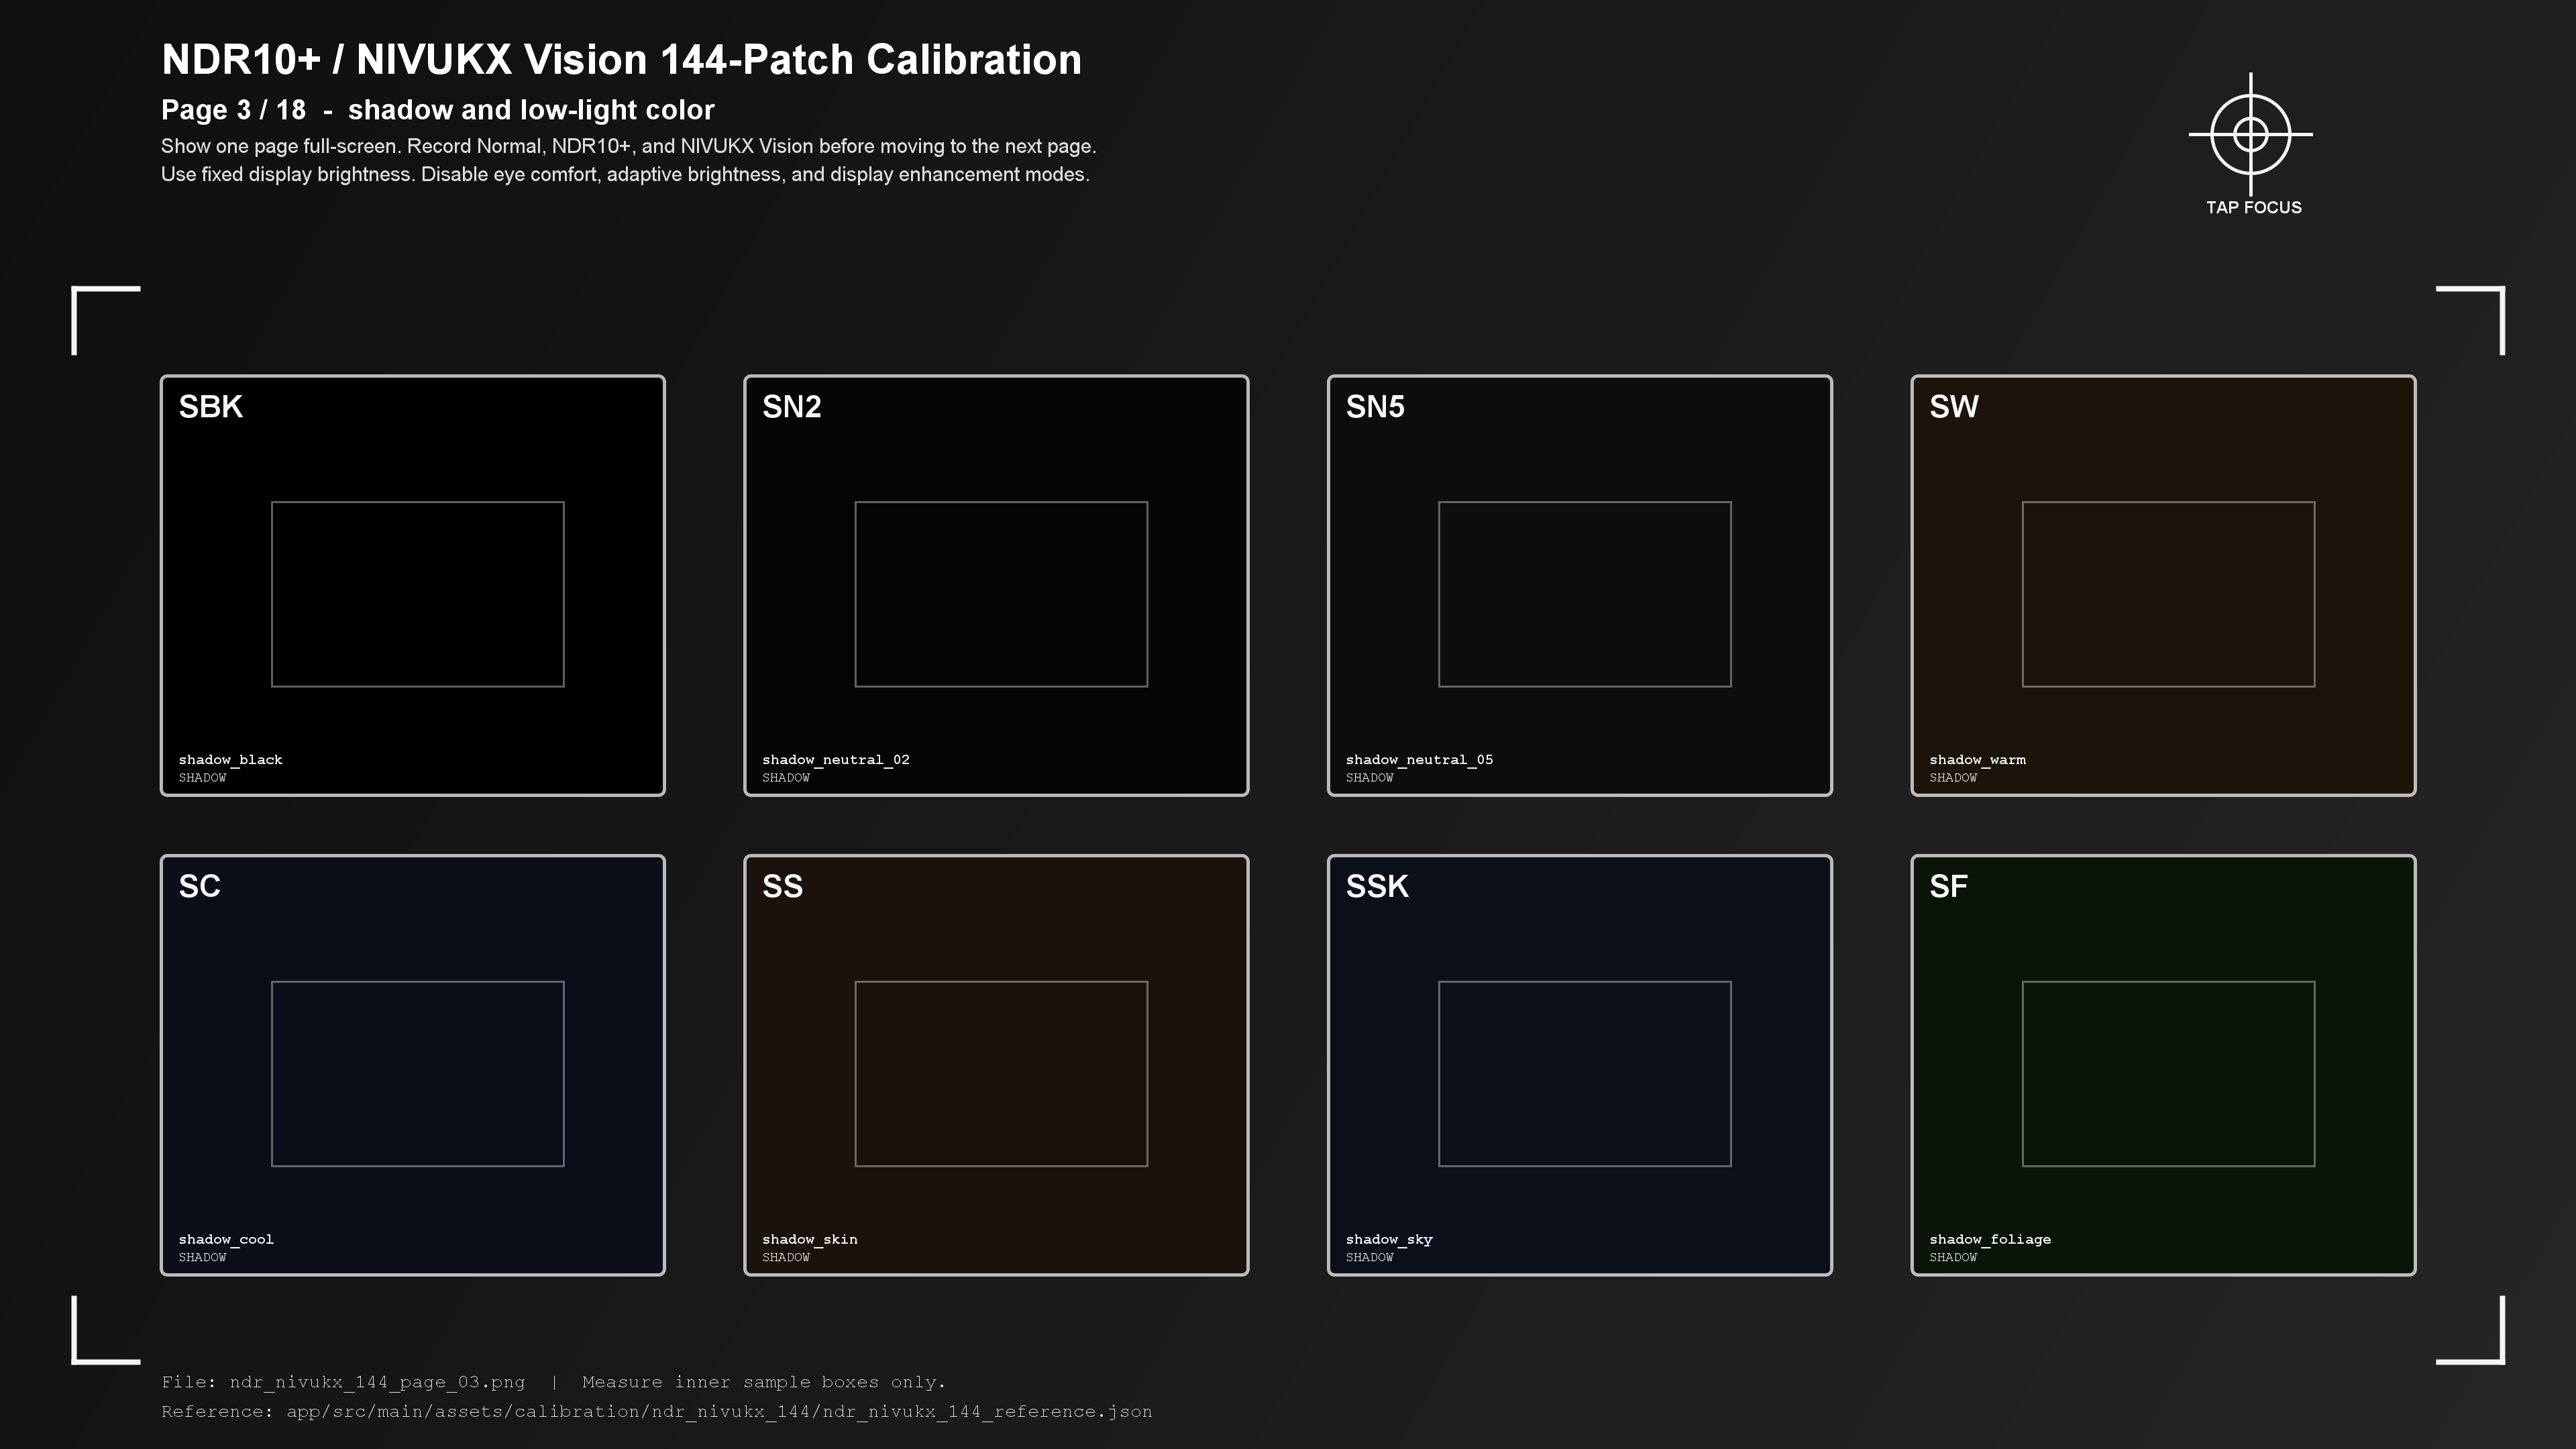 NDR10+ / NIVUKX Vision 144-Patch Calibration
Page 3 / 18 - shadow and low-light color
Show one page full-screen. Record Normal, NDR10+, and NIVUKX Vision before moving to the next page.
Use fixed display brightness. Disable eye comfort, adaptive brightness, and display enhancement modes.
TAP FOCUS
SBK
shadow_black
SHADOW
SN2
shadow_neutral_02
SHADOW
SN5
shadow_neutral_05
SHADOW
SW
shadow_warm
SHADOW
SC
shadow_cool
SHADOW
SS
shadow_skin
SHADOW
SSK
shadow_sky
SHADOW
SF
shadow_foliage
SHADOW
File: ndr_nivukx_144_page_03.png | Measure inner sample boxes only.
Reference: app/src/main/assets/calibration/ndr_nivukx_144/ndr_nivukx_144_reference.json